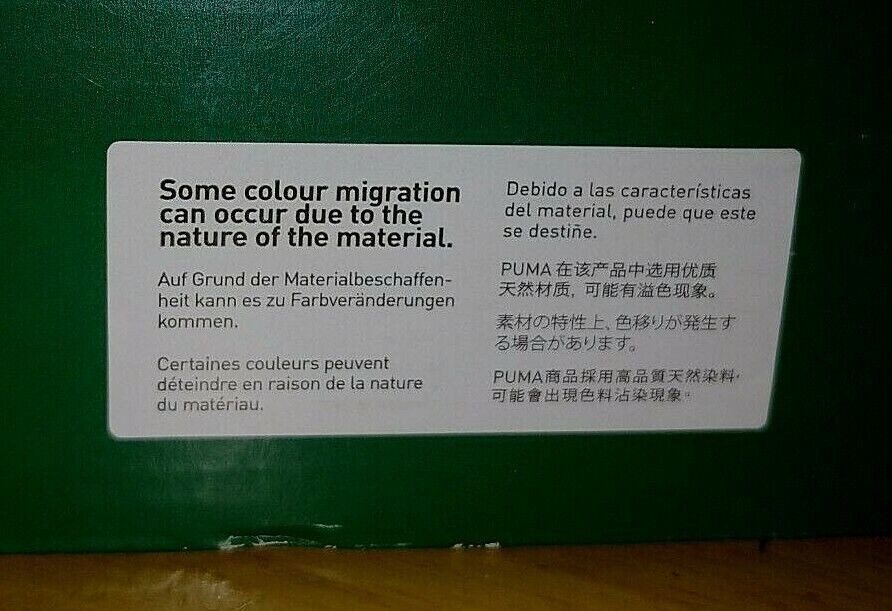 Some colour migration
can occur due to the
nature of the material.
Auf Grund der Materialbeschaffen-
heit kann es zu Farbveränderungen
kommen.
Certaines couleurs peuvent
déteindre en raison de la nature
du matériau.
Debido a las características
del material, puede que este
se destiñe.
PUMA 在该产品中选用优质
天然材质，可能有溢色现象。
素材の特性上、色移りが発生す
る場合があります。
PUMA商品採用高品質天然染料，
可能會出現色料沾染現象。